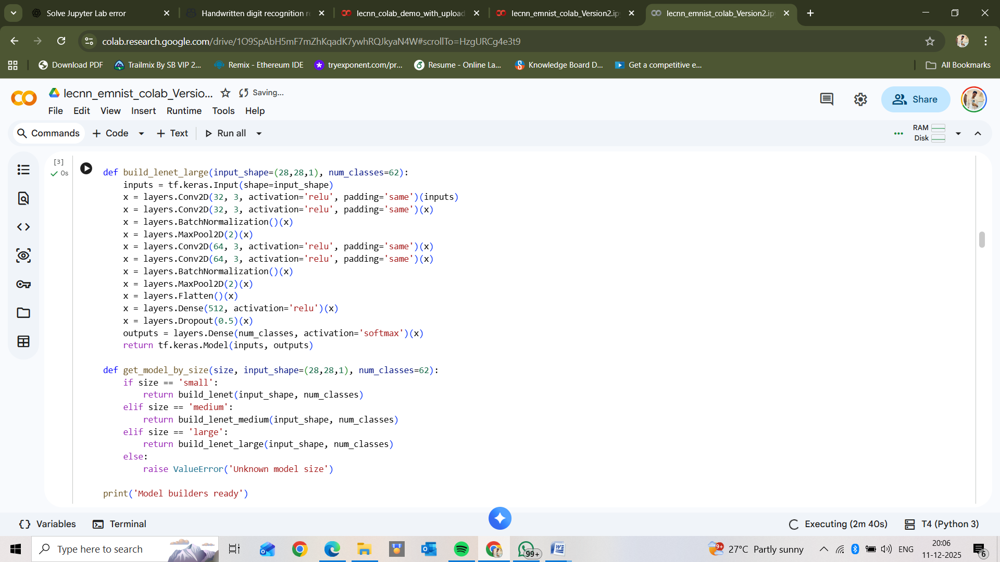 Solve Jupyter Lab error
Handwritten digit recognition r
lecnn_colab_demo_with_upload
lecnn_emnist_colab_Version2.ip
lecnn_emnist_colab_Version2.ip
colab.research.google.com/drive/1O9SpAbH5mF7mZhKqadK7ywhRQJkyaN4W#scrollTo=HzgURCg4e3t9
Download PDF
Trailmix By SB VIP 2...
Remix - Ethereum IDE
tryexponent.com/pr...
Resume - Online La...
Knowledge Board D...
Get a competitive e...
All Bookmarks
lecnn_emnist_colab_Versio...
Saving...
File Edit View Insert Runtime Tools Help
Share
Commands + Code + Text Run all
RAM
Disk
[3]
0s
def build_lenet_large(input_shape=(28,28,1), num_classes=62):
    inputs = tf.keras.Input(shape=input_shape)
    x = layers.Conv2D(32, 3, activation='relu', padding='same')(inputs)
    x = layers.Conv2D(32, 3, activation='relu', padding='same')(x)
    x = layers.BatchNormalization()(x)
    x = layers.MaxPool2D(2)(x)
    x = layers.Conv2D(64, 3, activation='relu', padding='same')(x)
    x = layers.Conv2D(64, 3, activation='relu', padding='same')(x)
    x = layers.BatchNormalization()(x)
    x = layers.MaxPool2D(2)(x)
    x = layers.Flatten()(x)
    x = layers.Dense(512, activation='relu')(x)
    x = layers.Dropout(0.5)(x)
    outputs = layers.Dense(num_classes, activation='softmax')(x)
    return tf.keras.Model(inputs, outputs)
def get_model_by_size(size, input_shape=(28,28,1), num_classes=62):
    if size == 'small':
        return build_lenet(input_shape, num_classes)
    elif size == 'medium':
        return build_lenet_medium(input_shape, num_classes)
    elif size == 'large':
        return build_lenet_large(input_shape, num_classes)
    else:
        raise ValueError('Unknown model size')
print('Model builders ready')
Variables
Terminal
Executing (2m 40s)
T4 (Python 3)
Type here to search
99+
9+
27°C Partly sunny
ENG
20:06
11-12-2025
6